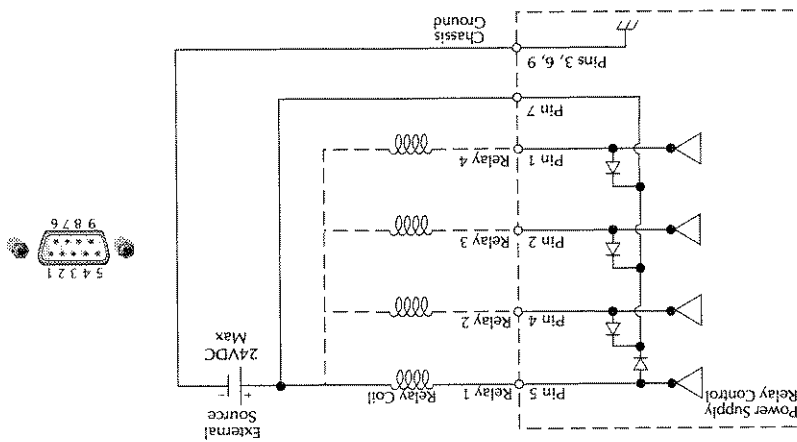 External
Source
Power Supply
Relay Control
Pin 5
Relay 1
Relay Coil
+
-
24VDC
Max
Pin 4
Relay 2
Pin 2
Relay 3
Pin 1
Relay 4
Pin 7
Pins 3, 6, 9
Chassis
Ground
5 4 3 2 1
9 8 7 6